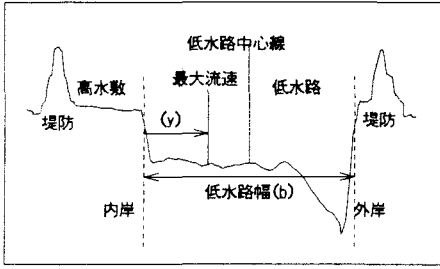 低水路中心線
高水敷
最大流速
低水路
堤防
(y)
堤防
低水路幅(b)
内岸
外岸